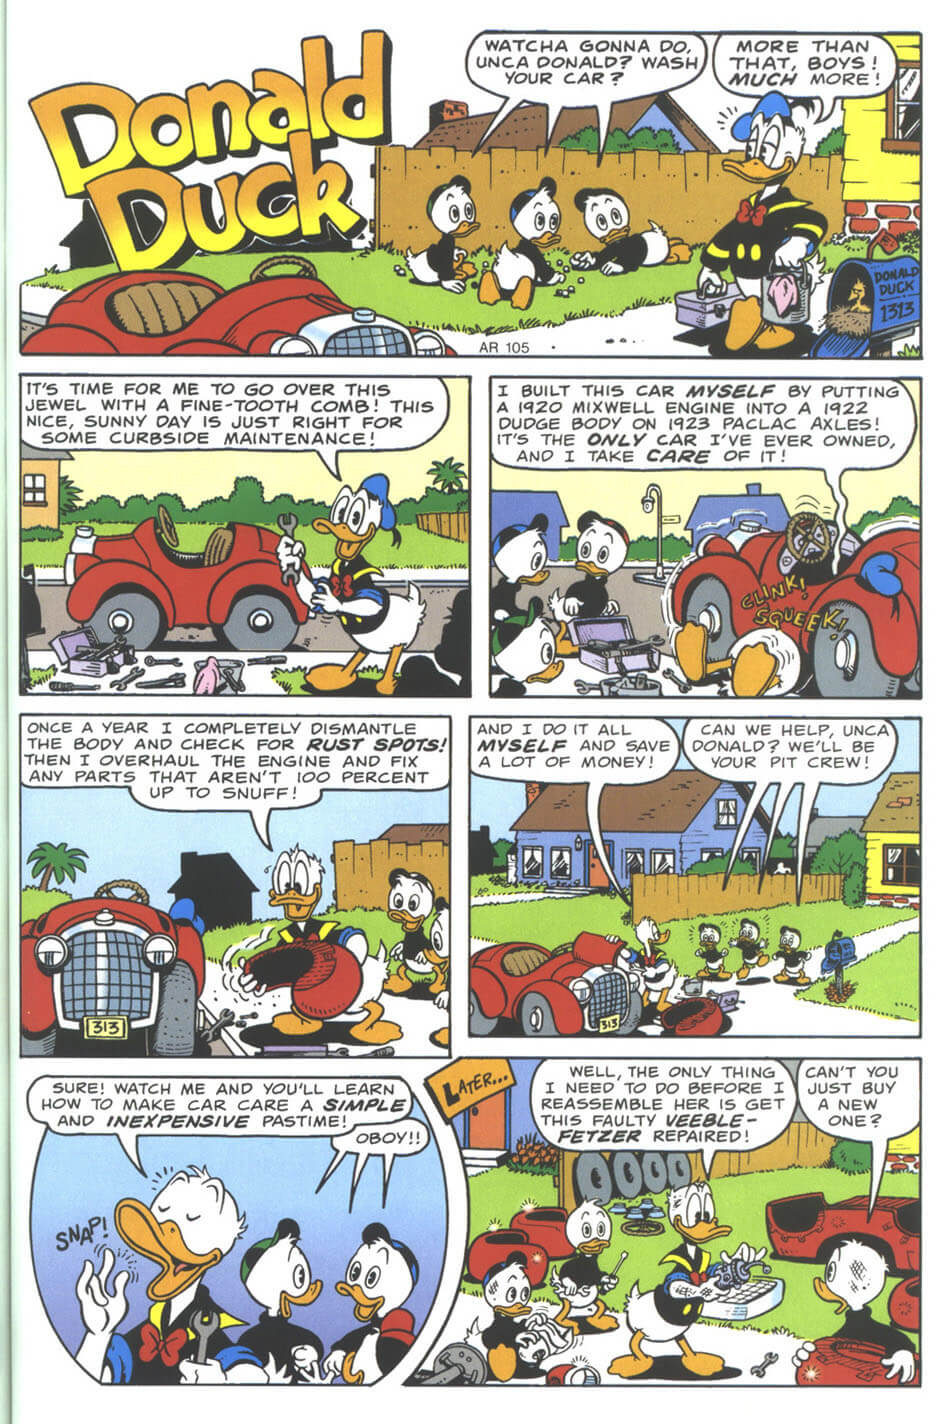 Donald
Duck
WATCHA GONNA DO,
UNCA DONALD? WASH
YOUR CAR?
MORE THAN
THAT, BOYS!
MUCH MORE!
DONALD
DUCK
1313
AR 105
IT'S TIME FOR ME TO GO OVER THIS
JEWEL WITH A FINE-TOOTH COMB! THIS
NICE, SUNNY DAY IS JUST RIGHT FOR
SOME CURBSIDE MAINTENANCE!
I BUILT THIS CAR MYSELF BY PUTTING
A 1920 MIXWELL ENGINE INTO A 1922
DUDGE BODY ON 1923 PACLAC AXLES!
IT'S THE ONLY CAR I'VE EVER OWNED,
AND I TAKE CARE OF IT!
CLINK!
SQUEEK!
ONCE A YEAR I COMPLETELY DISMANTLE
THE BODY AND CHECK FOR RUST SPOTS!
THEN I OVERHAUL THE ENGINE AND FIX
ANY PARTS THAT AREN'T 100 PERCENT
UP TO SNUFF!
313
AND I DO IT ALL
MYSELF AND SAVE
A LOT OF MONEY!
CAN WE HELP, UNCA
DONALD? WE'LL BE
YOUR PIT CREW!
313
SURE! WATCH ME AND YOU'LL LEARN
HOW TO MAKE CAR CARE A SIMPLE
AND INEXPENSIVE PASTIME!
OBOY!!
SNAP!
LATER...
WELL, THE ONLY THING
I NEED TO DO BEFORE I
REASSEMBLE HER IS GET
THIS FAULTY VEEBLE-
FETZER REPAIRED!
CAN'T YOU
JUST BUY
A NEW
ONE?